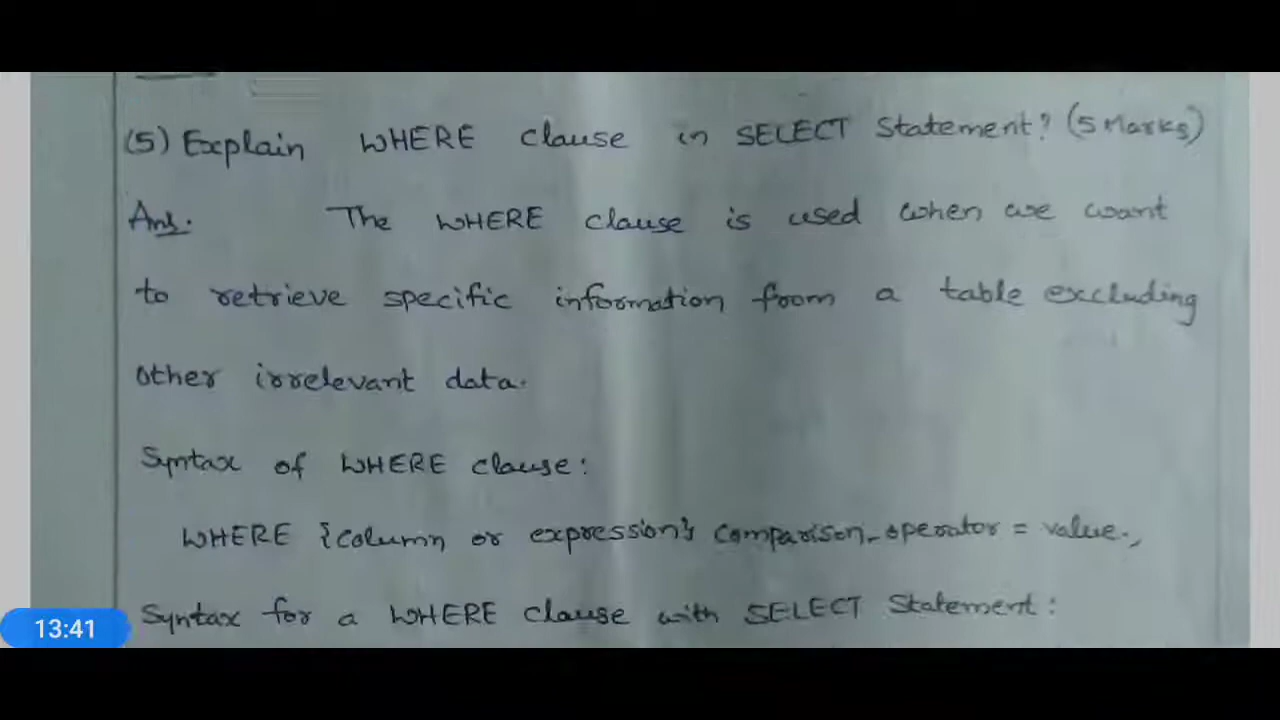 (5) Explain WHERE clause in SELECT Statement? (5 Marks)
Ans. The WHERE clause is used when we want
to retrieve specific information from a table excluding
other irrelevant data.
Syntax of WHERE clause:
WHERE {column or expression} comparison-operator = value.,
Syntax for a WHERE clause with SELECT Statement:
13:41